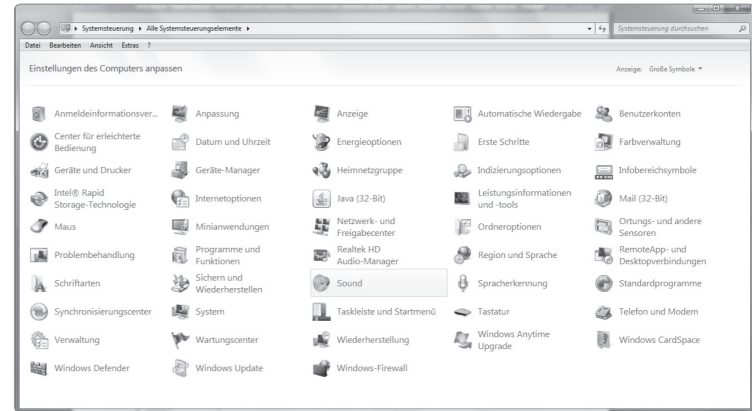 Systemsteuerung Alle Systemsteuerungselemente
Systemsteuerung durchsuchen
Datei Bearbeiten Ansicht Extras ?
Einstellungen des Computers anpassen
Anzeige: Große Symbole
Anmeldeinformationsver...
Anpassung
Anzeige
Automatische Wiedergabe
Benutzerkonten
Center für erleichterte
Bedienung
Datum und Uhrzeit
Energieoptionen
Erste Schritte
Farbverwaltung
Geräte und Drucker
Geräte-Manager
Heimnetzgruppe
Indizierungsoptionen
Infobereichsymbole
Intel® Rapid
Storage-Technologie
Internetoptionen
Java (32-Bit)
Leistungsinformationen
und -tools
Mail (32-Bit)
Maus
Minianwendungen
Netzwerk- und
Freigabecenter
Ordneroptionen
Ortungs- und andere
Sensoren
Problembehandlung
Programme und
Funktionen
Realtek HD
Audio-Manager
Region und Sprache
RemoteApp- und
Desktopverbindungen
Schriftarten
Sichern und
Wiederherstellen
Sound
Spracherkennung
Standardprogramme
Synchronisierungscenter
System
Taskleiste und Startmenü
Tastatur
Telefon und Modem
Verwaltung
Wartungscenter
Wiederherstellung
Windows Anytime
Upgrade
Windows CardSpace
Windows Defender
Windows Update
Windows-Firewall